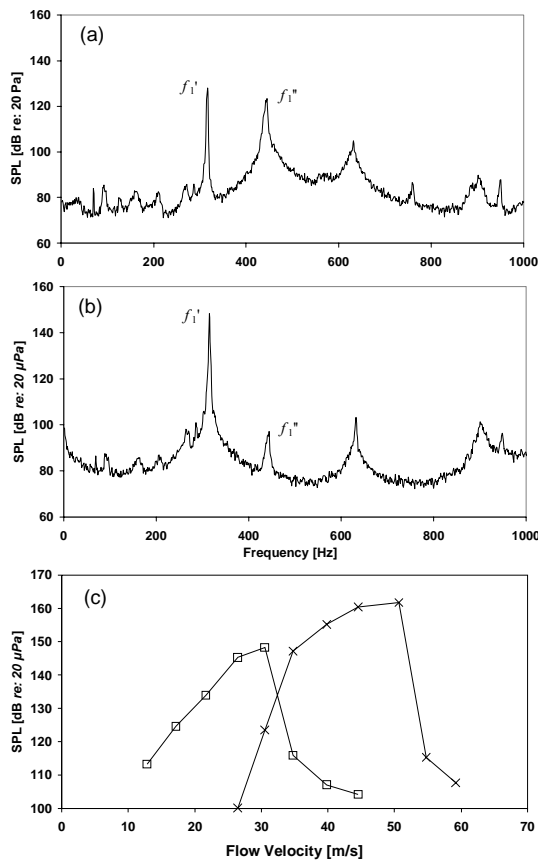 (a)
f₁'
f₁"
SPL [dB re: 20 Pa]
160
140
120
100
80
60
0 200 400 600 800 1000
(b)
f₁'
f₁"
SPL [dB re: 20 µPa]
160
140
120
100
80
60
0 200 400 600 800 1000
Frequency [Hz]
(c)
SPL [dB re: 20 µPa]
170
160
150
140
130
120
110
100
0 10 20 30 40 50 60 70
Flow Velocity [m/s]